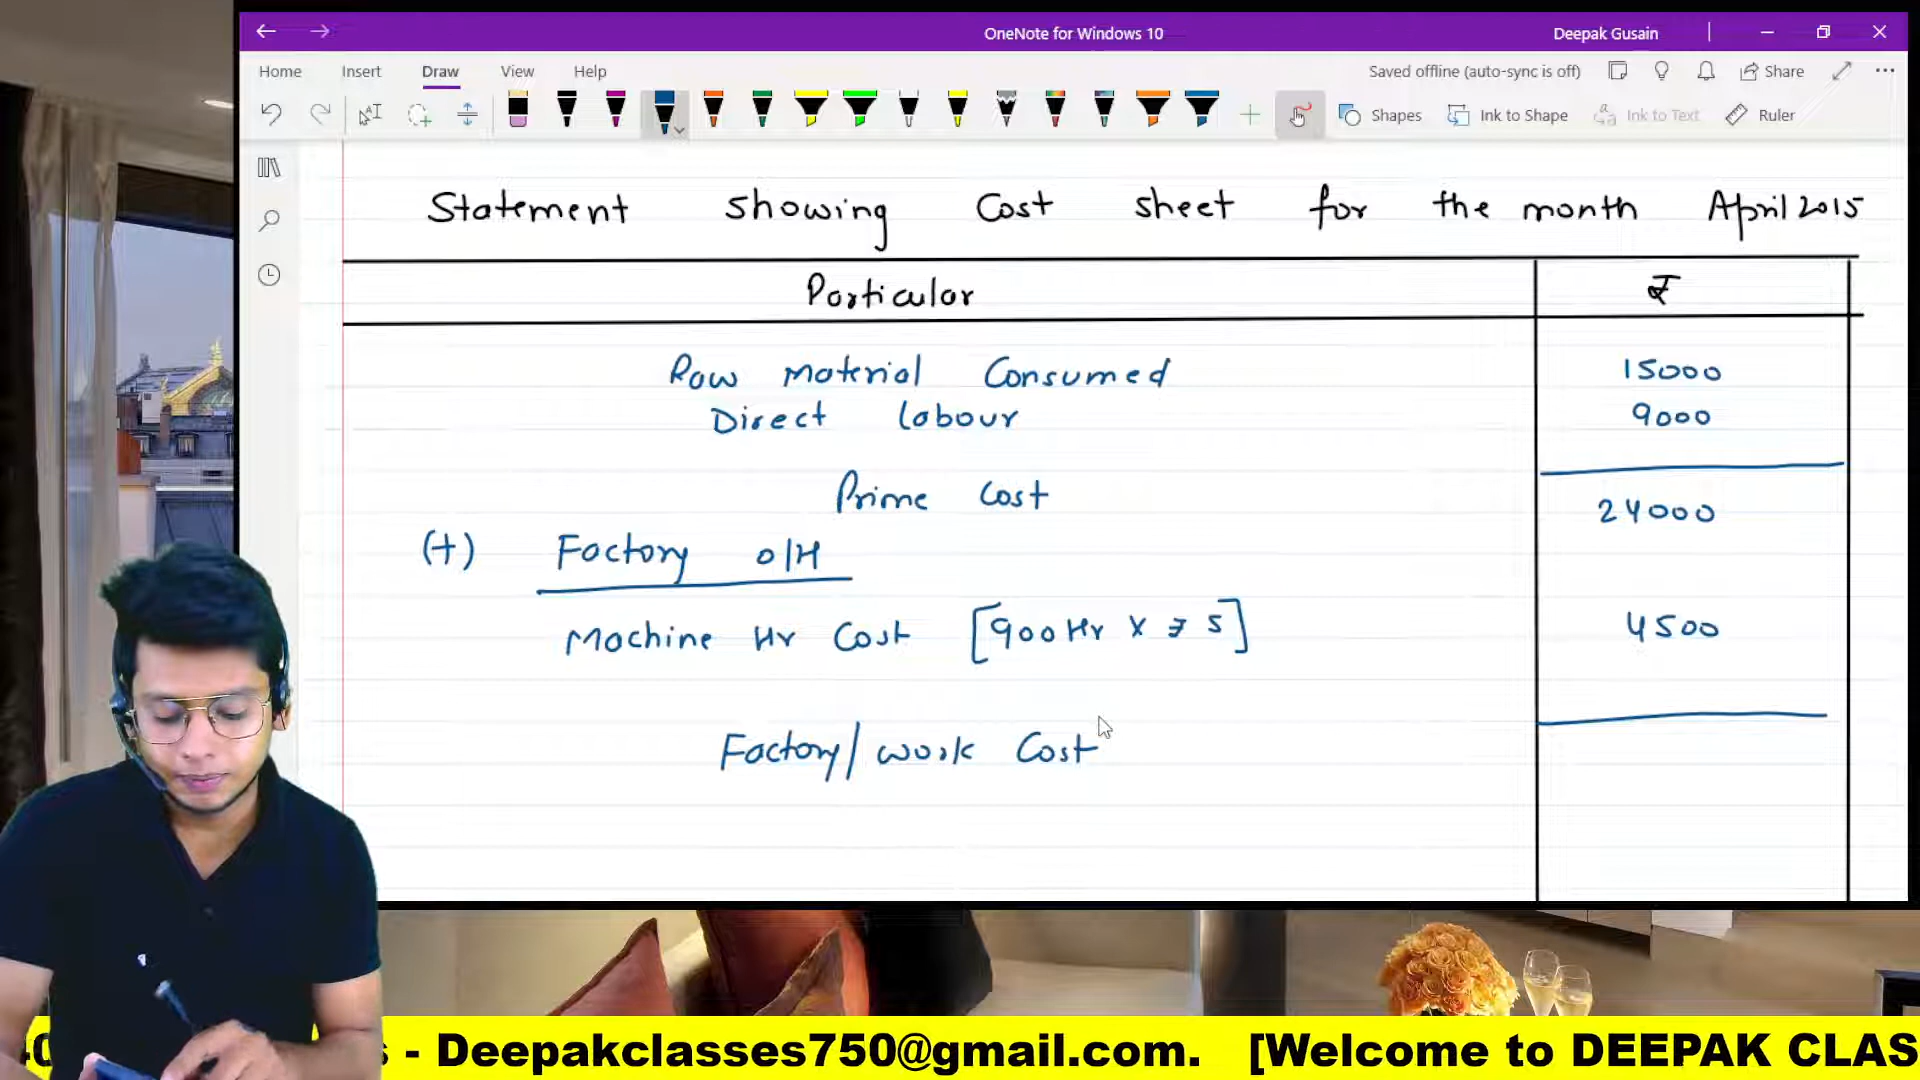 OneNote for Windows 10
Deepak Gusain
Home Insert Draw View Help
Saved offline (auto-sync is off) Share
Shapes Ink to Shape Ink to Text Ruler
Statement showing Cost sheet for the month April 2015
Particular ₹
Raw material Consumed 15000
Direct labour 9000
Prime Cost 24000
(+) Factory o/H
Machine Hr Cost [900 Hr x ₹ 5] 4500
Factory/work Cost
- Deepakclasses750@gmail.com. [Welcome to DEEPAK CLAS